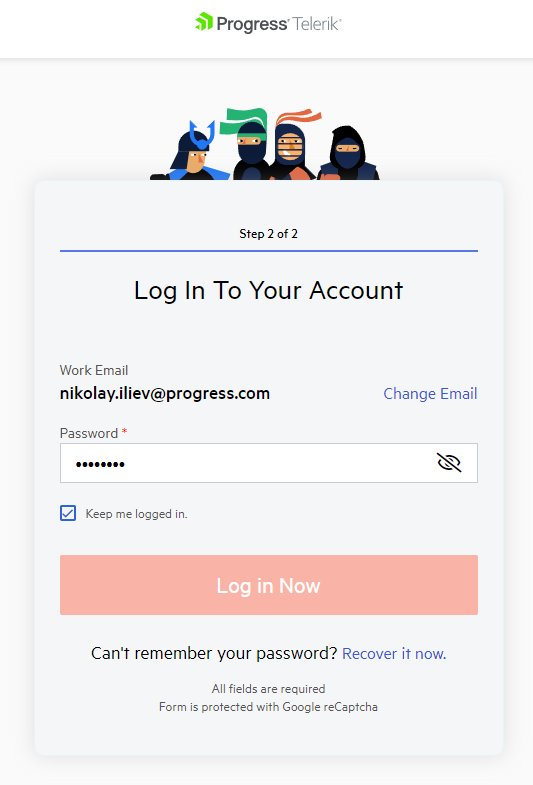 Progress Telerik
Step 2 of 2
Log In To Your Account
Work Email
nikolay.iliev@progress.com Change Email
Password *
••••••••
Keep me logged in.
Log in Now
Can't remember your password? Recover it now.
All fields are required
Form is protected with Google reCaptcha